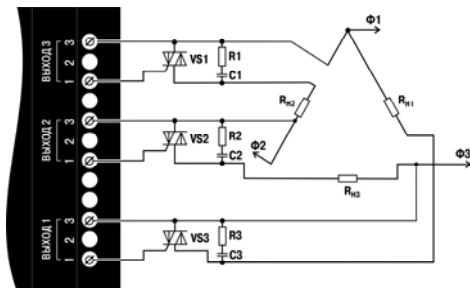 ВЫХОД 3
3
2
1
ВЫХОД 2
3
2
1
ВЫХОД 1
3
2
1
VS1
R1
C1
VS2
R2
C2
VS3
R3
C3
Ф1
RН1
RН2
Ф2
Ф3
RН3